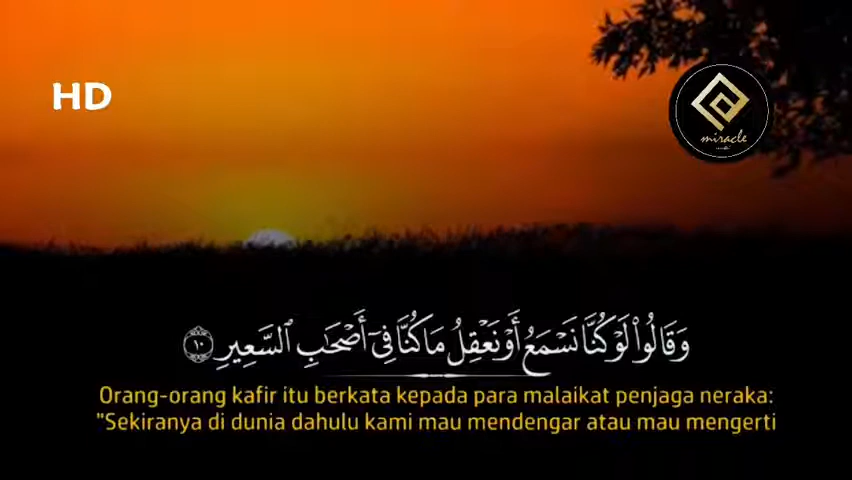 HD
miracle
وَقَالُوا۟ لَوْ كُنَّا نَسْمَعُ أَوْ نَعْقِلُ مَا كُنَّا فِىٓ أَصْحَٰبِ ٱلسَّعِيرِ ١٠
Orang-orang kafir itu berkata kepada para malaikat penjaga neraka:
"Sekiranya di dunia dahulu kami mau mendengar atau mau mengerti